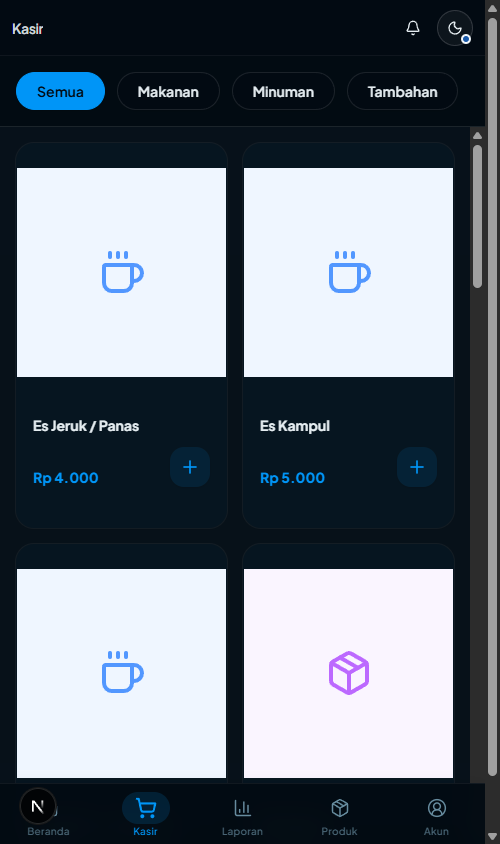 Kasir
Semua Makanan Minuman Tambahan
Es Jeruk / Panas
Rp 4.000
Es Kampul
Rp 5.000
N
Beranda Kasir Laporan Produk Akun